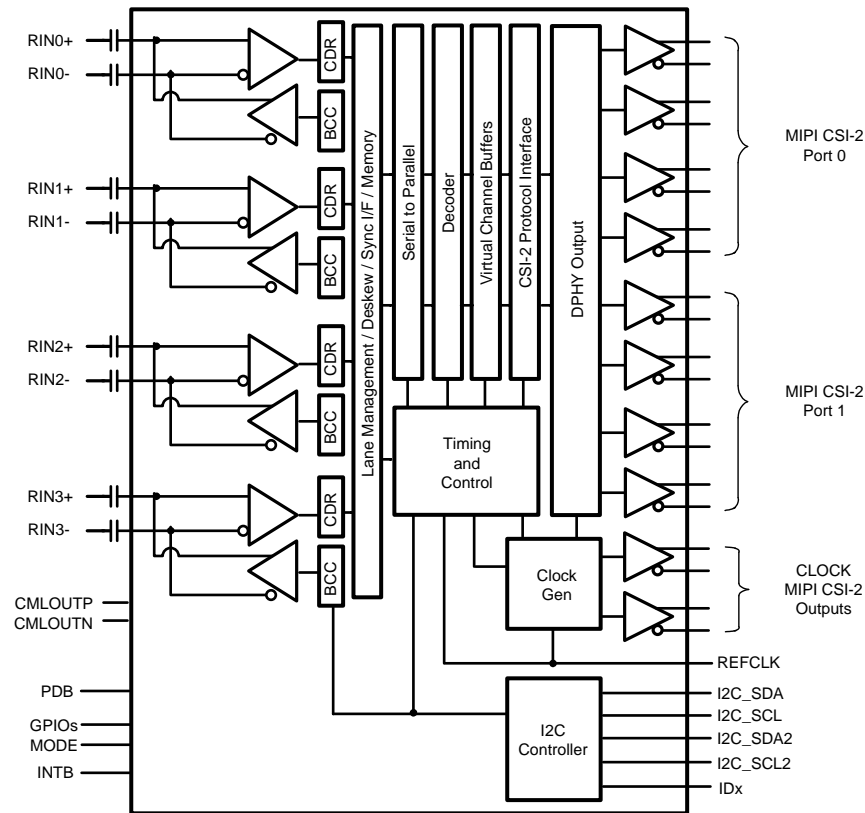 RIN0+
RIN0-
CDR
BCC
RIN1+
RIN1-
CDR
BCC
RIN2+
RIN2-
CDR
BCC
RIN3+
RIN3-
CDR
BCC
Lane Management / Deskew / Sync I/F / Memory
Serial to Parallel
Decoder
Virtual Channel Buffers
CSI-2 Protocol Interface
DPHY Output
Timing
and
Control
Clock
Gen
I2C
Controller
MIPI CSI-2
Port 0
MIPI CSI-2
Port 1
CLOCK
MIPI CSI-2
Outputs
CMLOUTP
CMLOUTN
PDB
GPIOs
MODE
INTB
REFCLK
I2C_SDA
I2C_SCL
I2C_SDA2
I2C_SCL2
IDx